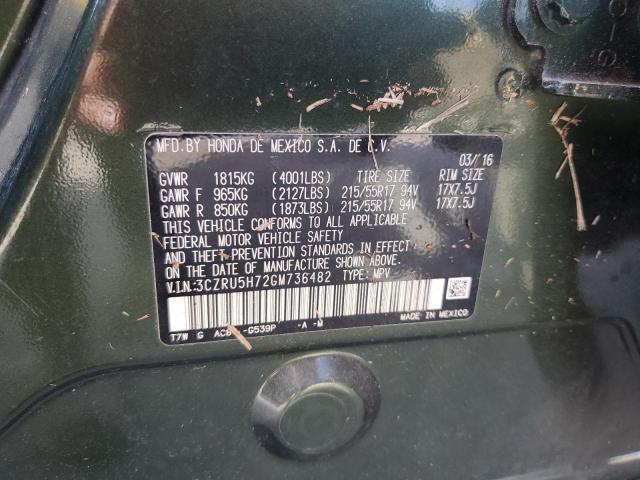 MFD.BY HONDA DE MEXICO S.A. DE C.V.
03/16
GVWR 1815KG (4001LBS) TIRE SIZE RIM SIZE
GAWR F 965KG (2127LBS) 215/55R17 94V 17X7.5J
GAWR R 850KG (1873LBS) 215/55R17 94V 17X7.5J
THIS VEHICLE CONFORMS TO ALL APPLICABLE
FEDERAL MOTOR VEHICLE SAFETY
AND THEFT PREVENTION STANDARDS IN EFFECT
ON THE DATE OF MANUFACTURE SHOWN ABOVE.
V.I.N.:3CZRU5H72GM736482 TYPE: MPV
T7W G -G539P -A -M
MADE IN MEXICO